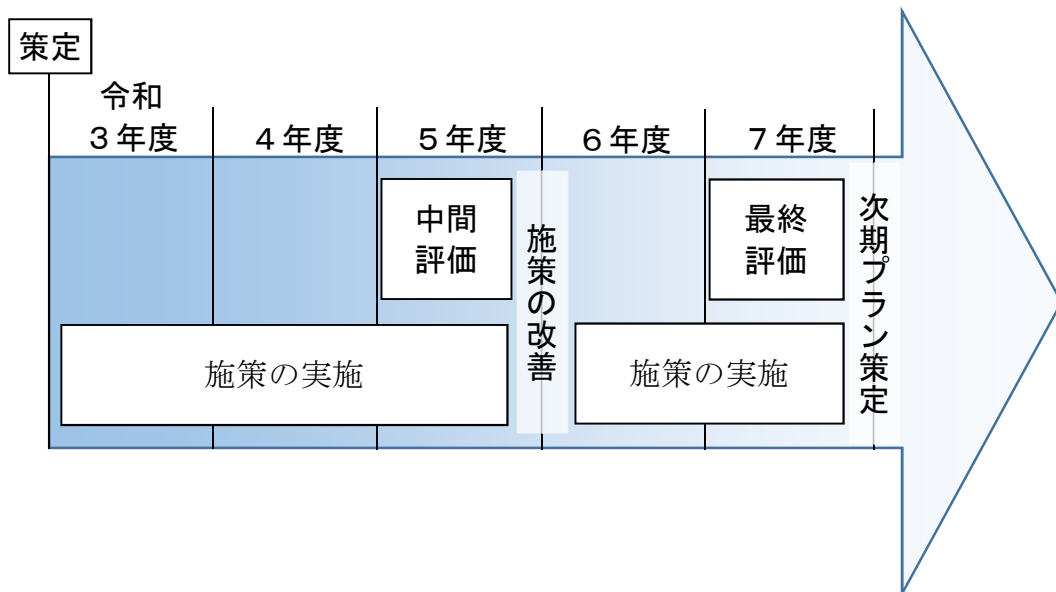 策定
令和
３年度
４年度
５年度
６年度
７年度
中間
評価
施策の改善
最終
評価
次期プラン策定
施策の実施
施策の実施